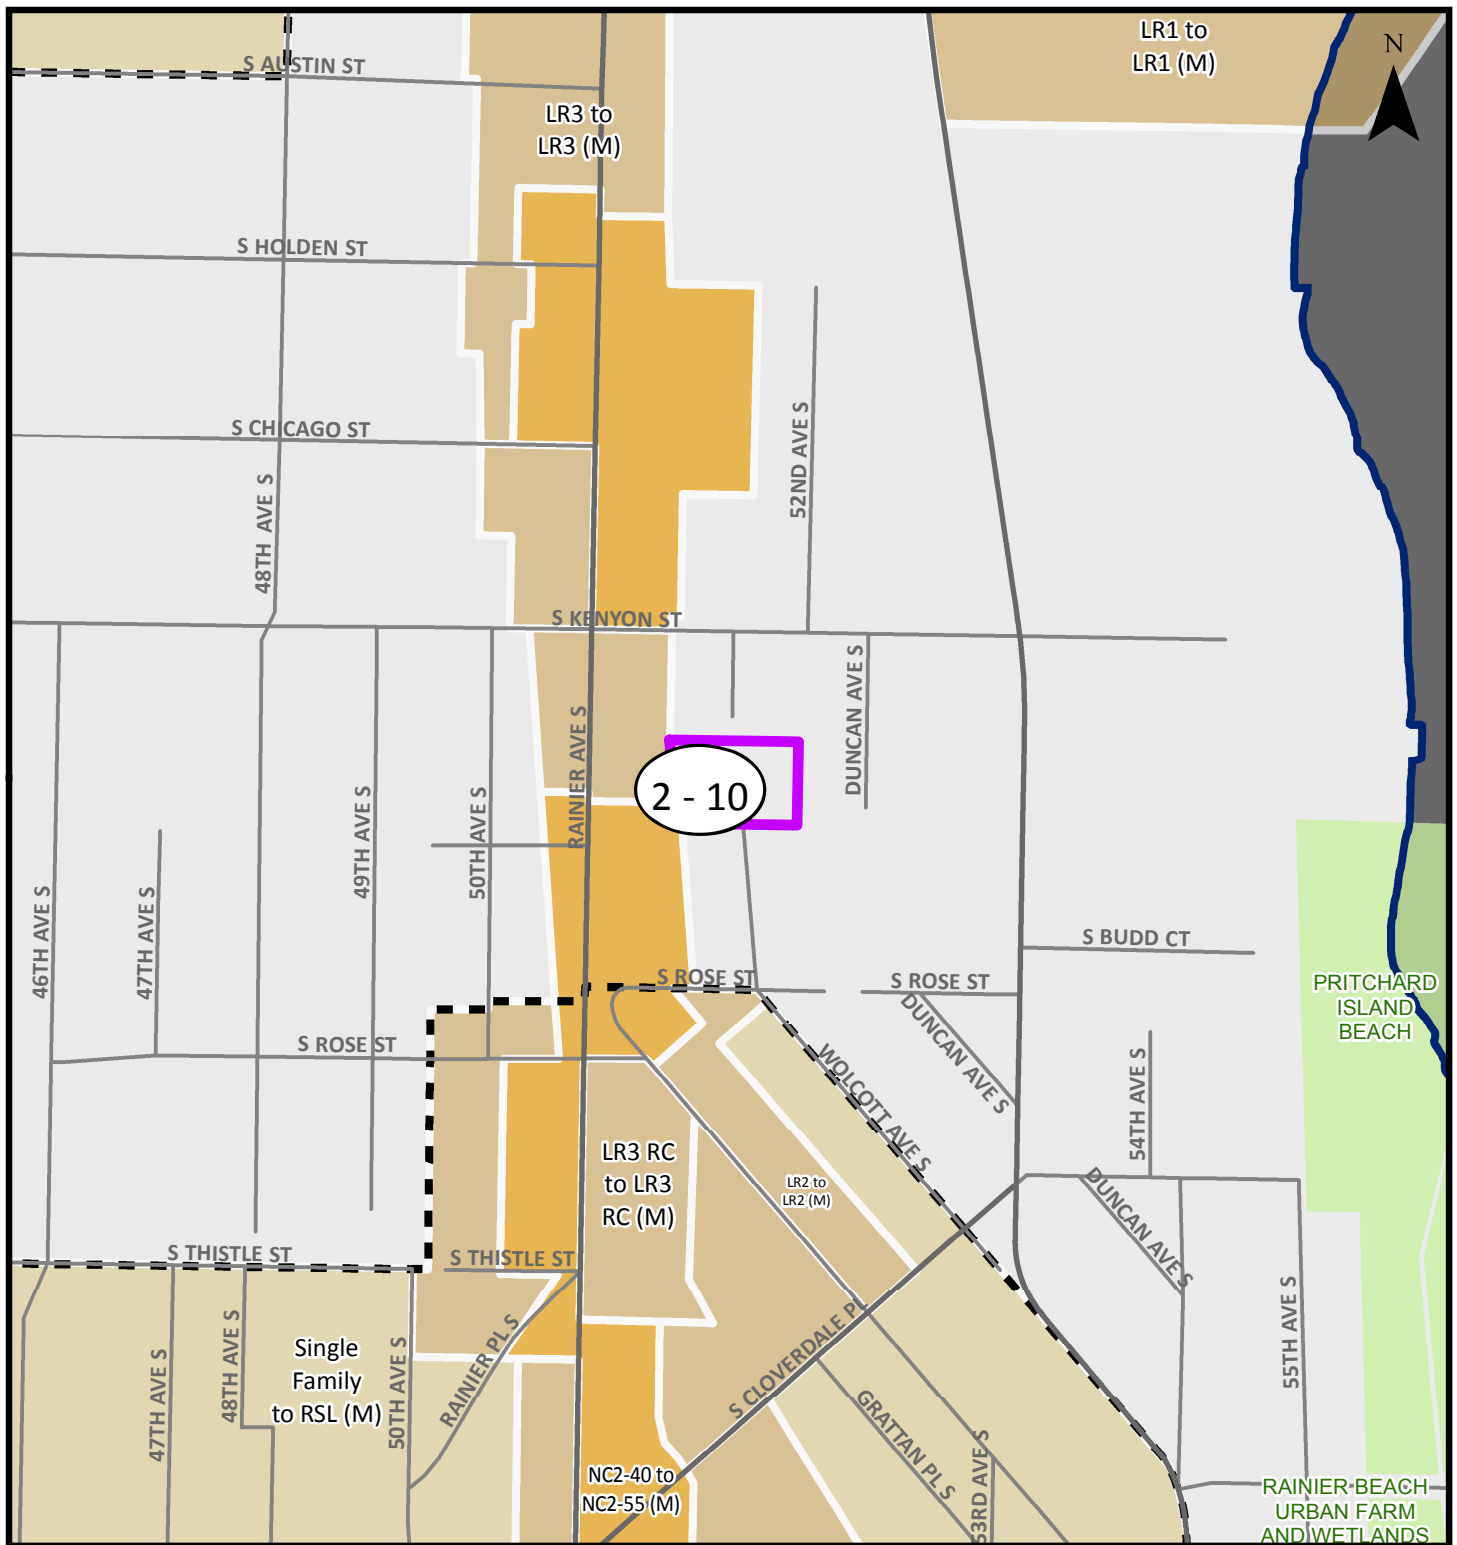 LR1 to
LR1 (M)
N
S AUSTIN ST
LR3 to
LR3 (M)
S HOLDEN ST
S CHICAGO ST
52ND AVE S
48TH AVE S
S KENYON ST
DUNCAN AVE S
RAINIER AVE S
2 - 10
49TH AVE S
50TH AVE S
46TH AVE S
47TH AVE S
S BUDD CT
S ROSE ST
S ROSE ST
PRITCHARD
ISLAND
BEACH
DUNCAN AVE S
S ROSE ST
WOLCOTT AVE S
54TH AVE S
LR3 RC
to LR3
RC (M)
LR2 to
LR2 (M)
DUNCAN AVE S
S THISTLE ST
S THISTLE ST
55TH AVE S
48TH AVE S
47TH AVE S
Single
Family
to RSL (M)
50TH AVE S
RAINIER PL S
S CLOVERDALE PL
GRATTAN PL S
53RD AVE S
NC2-40 to
NC2-55 (M)
RAINIER BEACH
URBAN FARM
AND WETLANDS